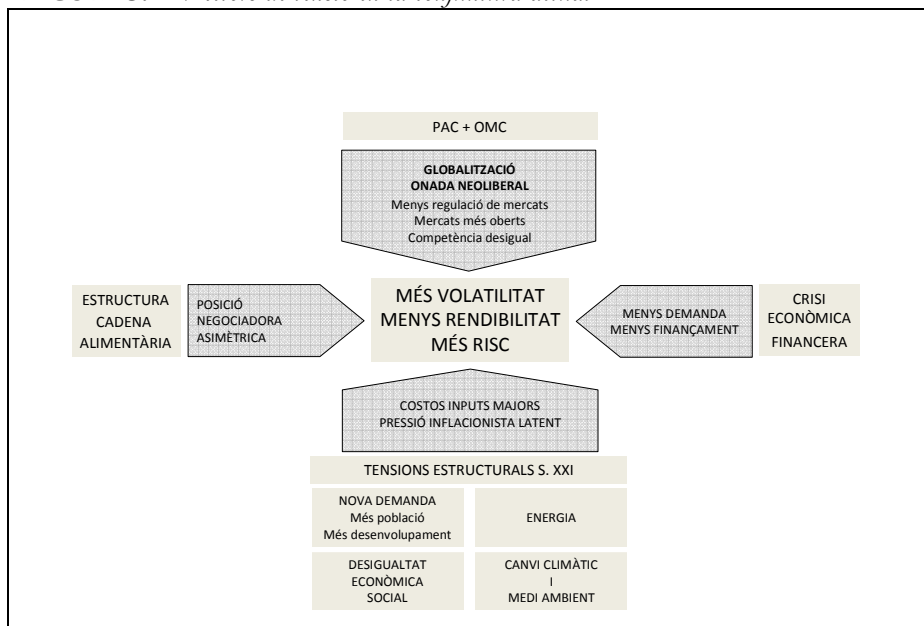 PAC + OMC
GLOBALITZACIÓ
ONADA NEOLIBERAL
Menys regulació de mercats
Mercats més oberts
Competència desigual
ESTRUCTURA
CADENA
ALIMENTÀRIA
POSICIÓ
NEGOCIADORA
ASIMÈTRICA
MÉS VOLATILITAT
MENYS RENDIBILITAT
MÉS RISC
MENYS DEMANDA
MENYS FINANÇAMENT
CRISI
ECONÒMICA
FINANCERA
COSTOS INPUTS MAJORS
PRESSIÓ INFLACIONISTA LATENT
TENSIONS ESTRUCTURALS S. XXI
NOVA DEMANDA
Més població
Més desenvolupament
ENERGIA
DESIGUALTAT
ECONÒMICA
SOCIAL
CANVI CLIMÀTIC
I
MEDI AMBIENT